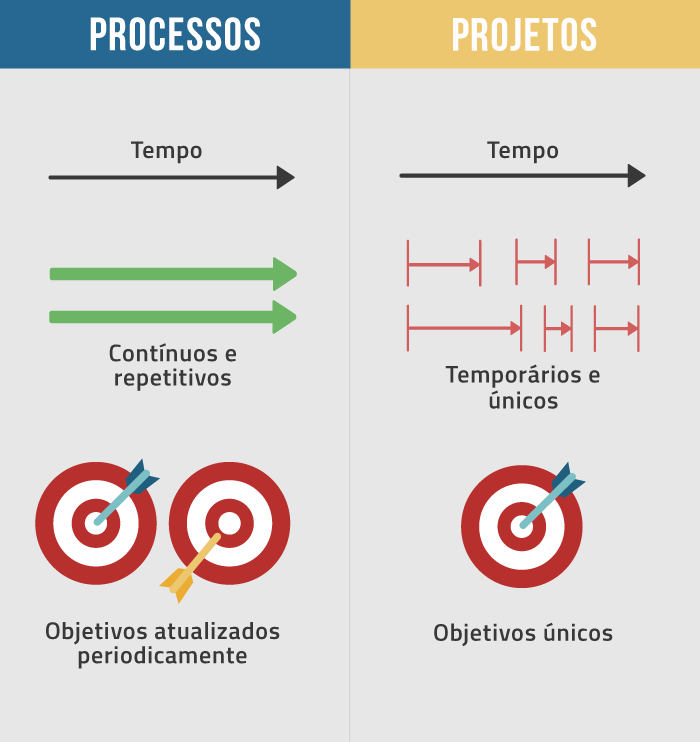 PROCESSOS
Tempo
Contínuos e
repetitivos
Objetivos atualizados
periodicamente
PROJETOS
Tempo
Temporários e
únicos
Objetivos únicos